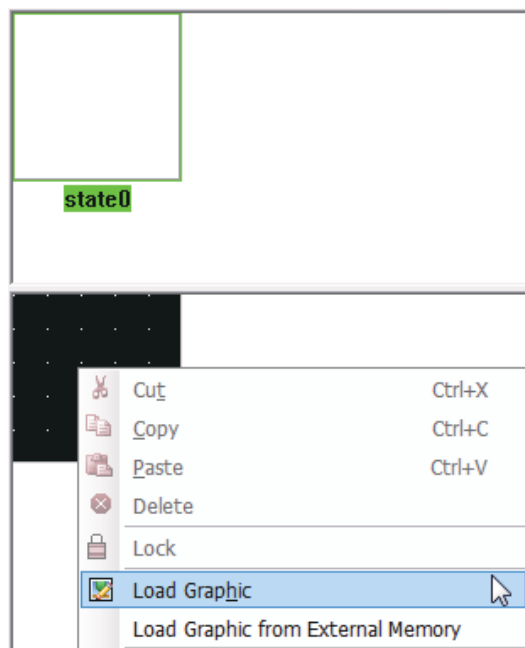 state0
Cut Ctrl+X
Copy Ctrl+C
Paste Ctrl+V
Delete
Lock
Load Graphic
Load Graphic from External Memory